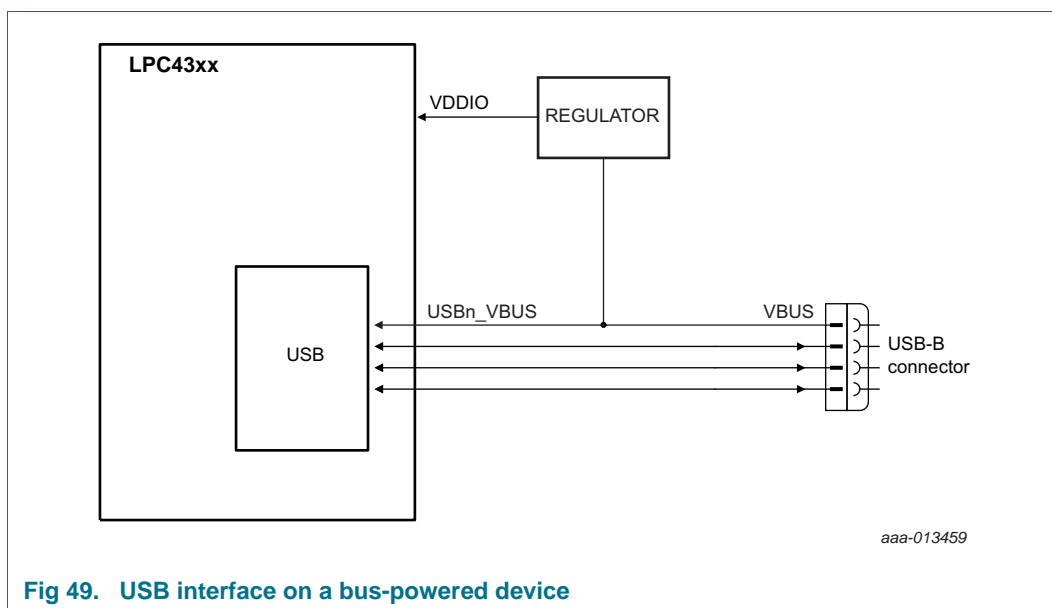 LPC43xx
VDDIO
REGULATOR
USBn_VBUS
VBUS
USB
USB-B
connector
aaa-013459
Fig 49. USB interface on a bus-powered device